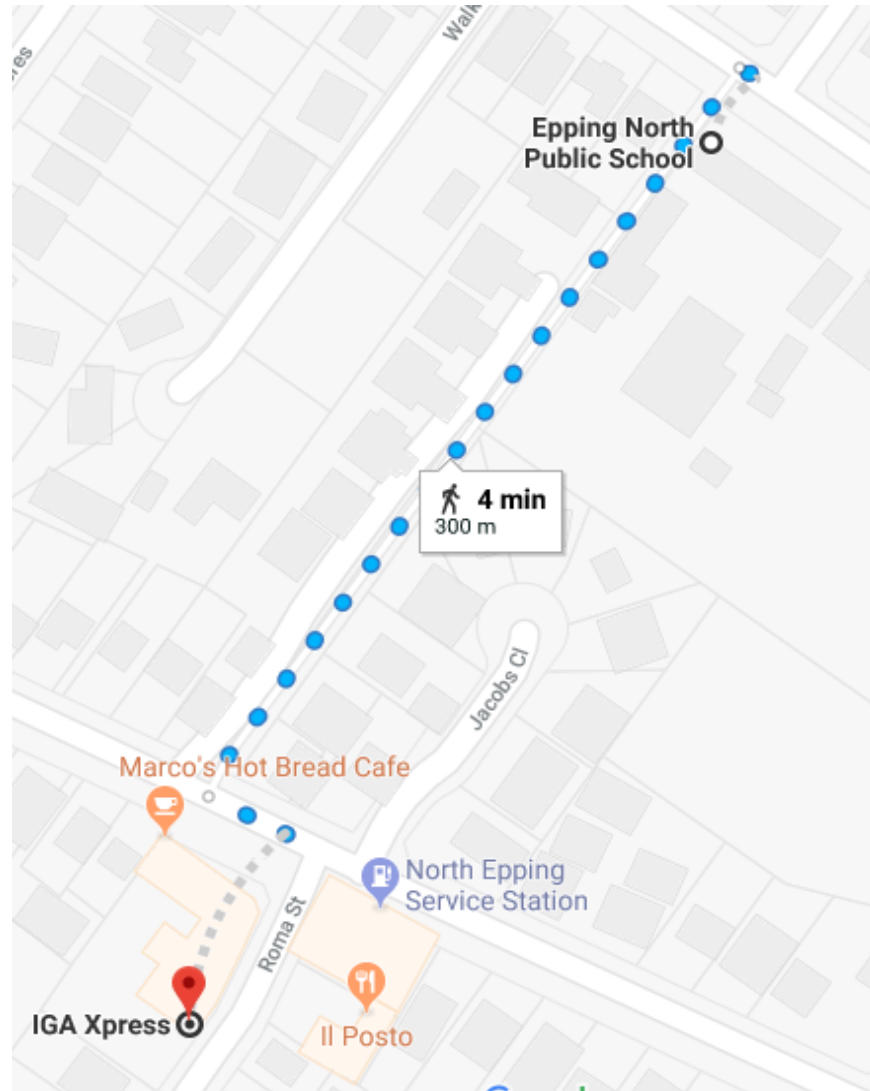 Epping North
Public School
4 min
300 m
Jacobs Cl
Marco's Hot Bread Cafe
North Epping
Service Station
Roma St
IGA Xpress
Il Posto